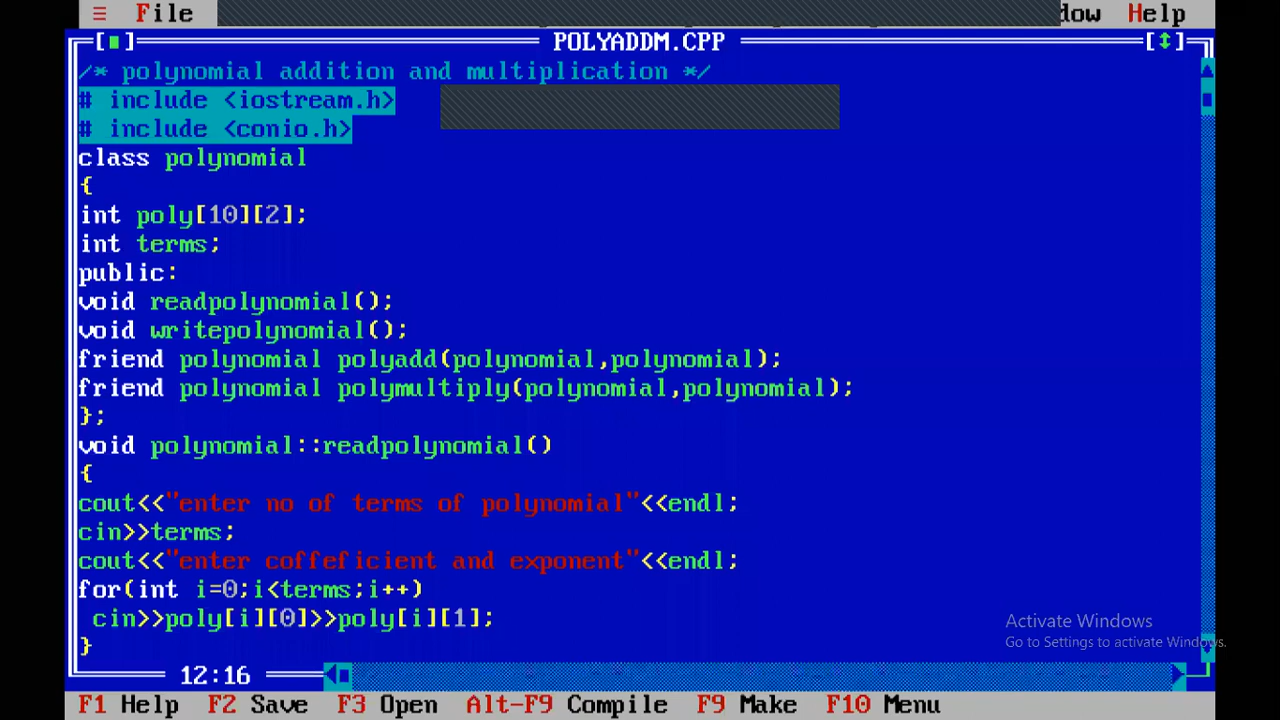 ≡ File dow Help
[■] POLYADDM.CPP [↕]
/* polynomial addition and multiplication */
# include <iostream.h>
# include <conio.h>
class polynomial
{
int poly[10][2];
int terms;
public:
void readpolynomial();
void writepolynomial();
friend polynomial polyadd(polynomial,polynomial);
friend polynomial polymultiply(polynomial,polynomial);
};
void polynomial::readpolynomial()
{
cout<<"enter no of terms of polynomial"<<endl;
cin>>terms;
cout<<"enter coffeficient and exponent"<<endl;
for(int i=0;i<terms;i++)
cin>>poly[i][0]>>poly[i][1];
}
Activate Windows
Go to Settings to activate Windows.
12:16
F1 Help F2 Save F3 Open Alt-F9 Compile F9 Make F10 Menu